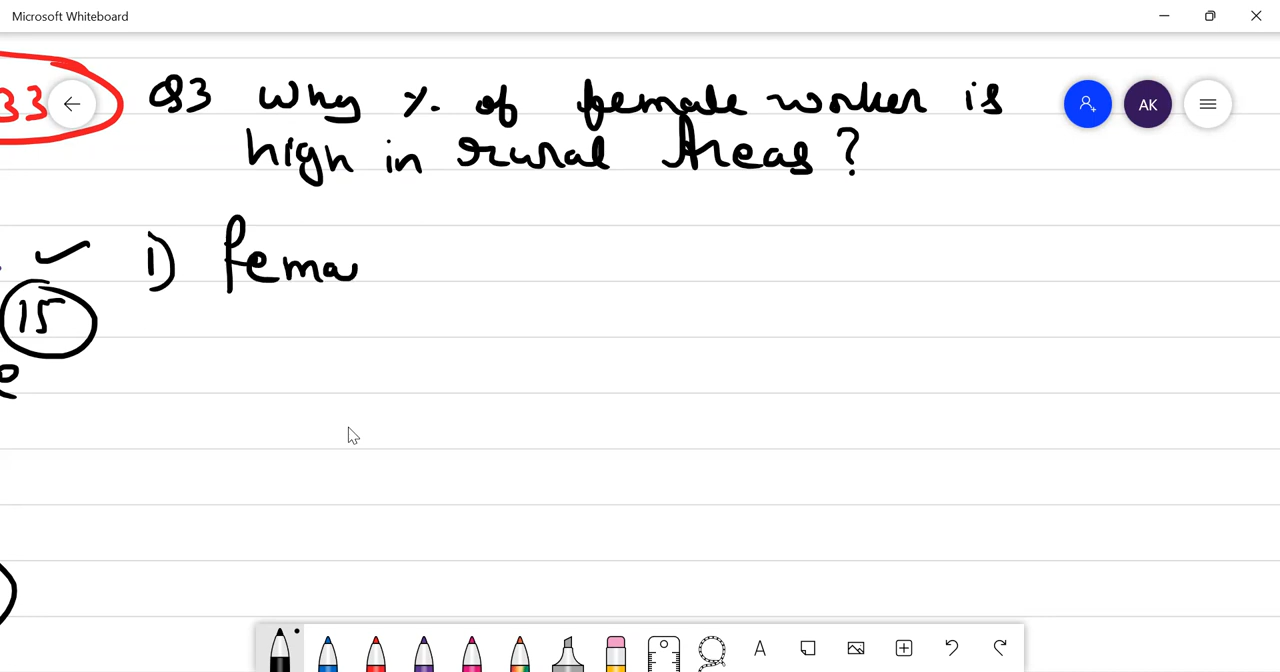 Microsoft Whiteboard
33
Q3 Why %. of female worker is
AK
high in rural Areas ?
1) Fema
15
e
A